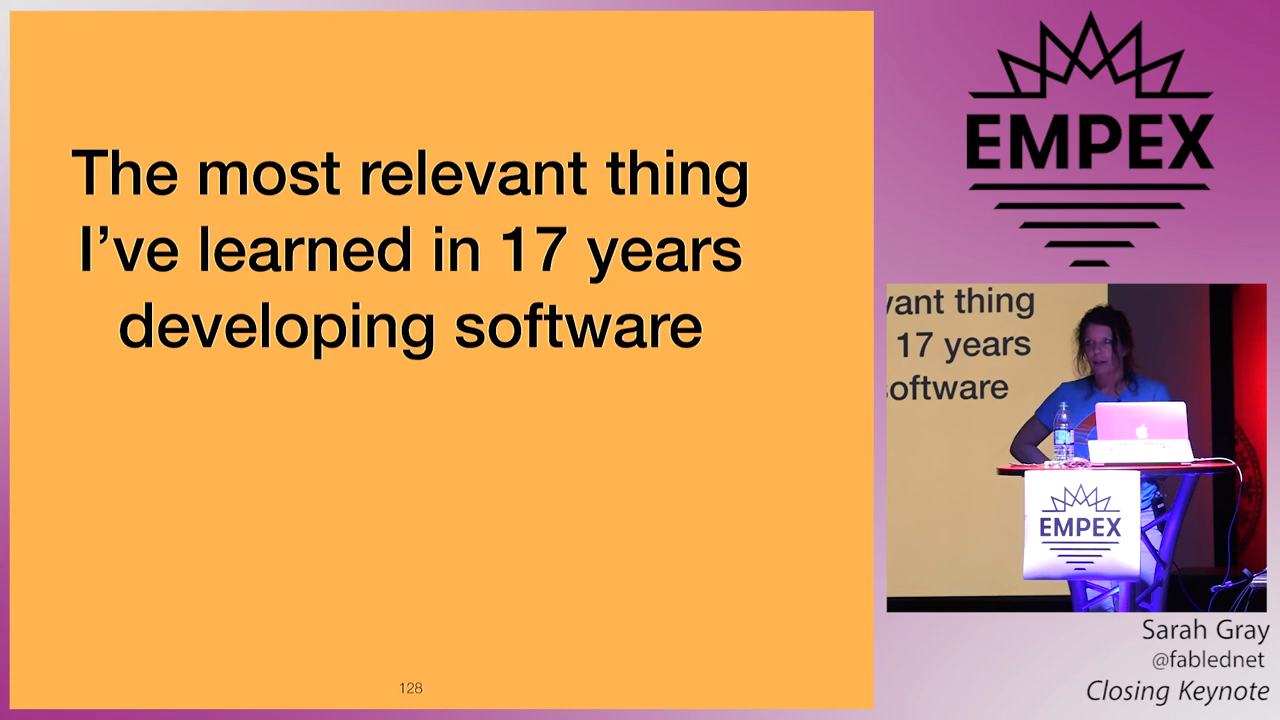 The most relevant thing
I've learned in 17 years
developing software
128
EMPEX
vant thing
17 years
software
EMPEX
Sarah Gray
@fablednet
Closing Keynote